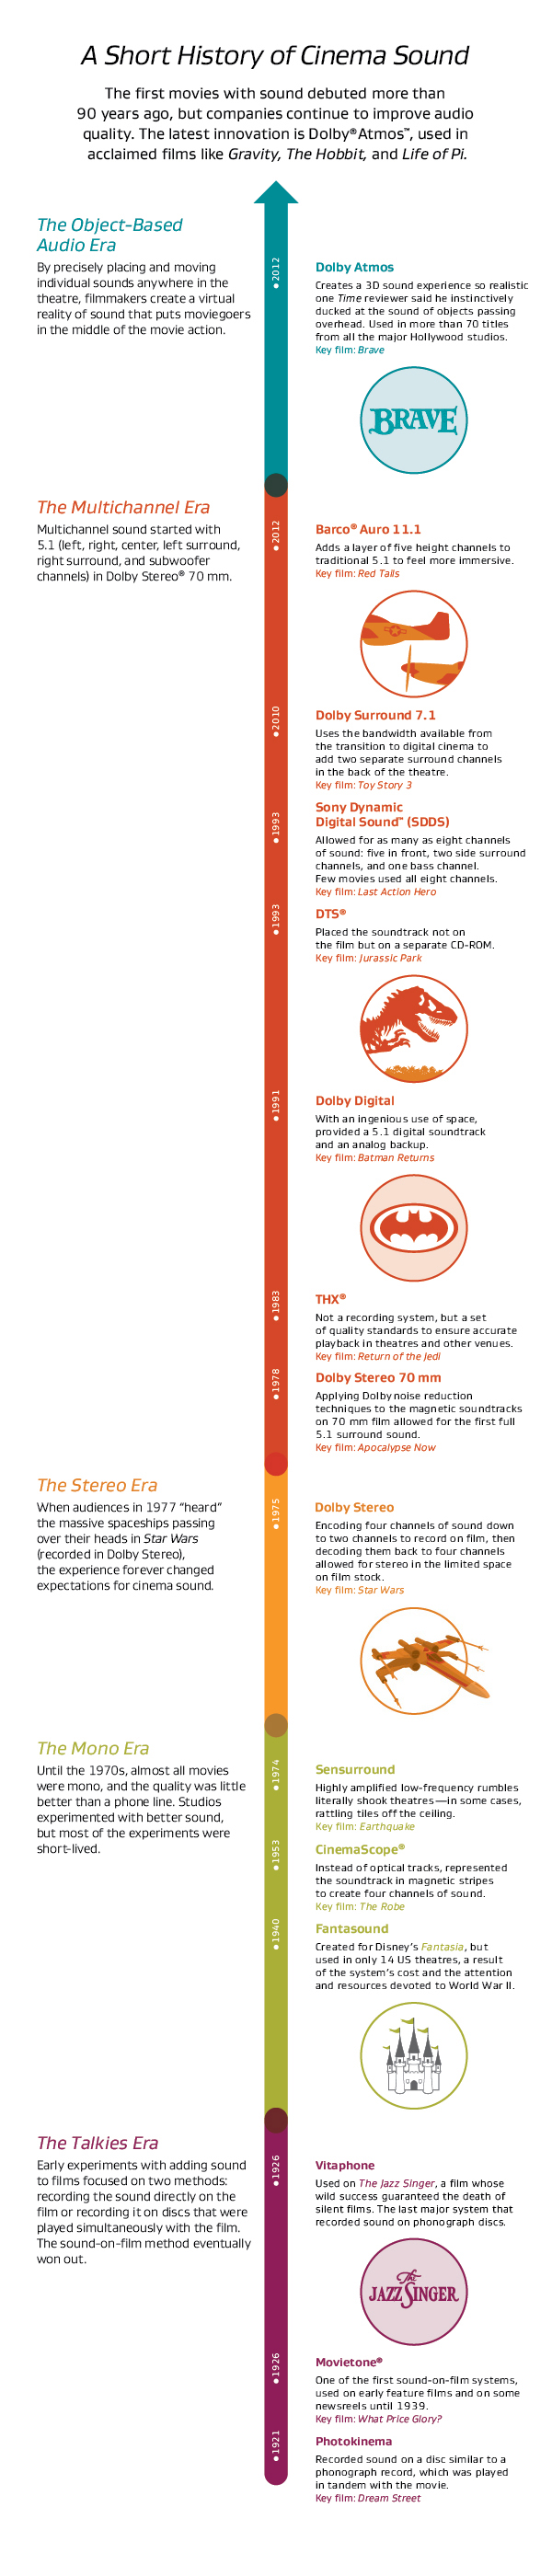 A Short History of Cinema Sound
The first movies with sound debuted more than
90 years ago, but companies continue to improve audio
quality. The latest innovation is Dolby® Atmos™, used in
acclaimed films like Gravity, The Hobbit, and Life of Pi.
The Object-Based
Audio Era
By precisely placing and moving
individual sounds anywhere in the
theatre, filmmakers create a virtual
reality of sound that puts moviegoers
in the middle of the movie action.
2012
Dolby Atmos
Creates a 3D sound experience so realistic
one Time reviewer said he instinctively
ducked at the sound of objects passing
overhead. Used in more than 70 titles
from all the major Hollywood studios.
Key film: Brave
BRAVE
The Multichannel Era
Multichannel sound started with
5.1 (left, right, center, left surround,
right surround, and subwoofer
channels) in Dolby Stereo® 70 mm.
2012
Barco® Auro 11.1
Adds a layer of five height channels to
traditional 5.1 to feel more immersive.
Key film: Red Tails
2010
Dolby Surround 7.1
Uses the bandwidth available from
the transition to digital cinema to
add two separate surround channels
in the back of the theatre.
Key film: Toy Story 3
1993
Sony Dynamic
Digital Sound™ (SDDS)
Allowed for as many as eight channels
of sound: five in front, two side surround
channels, and one bass channel.
Few movies used all eight channels.
Key film: Last Action Hero
1993
DTS®
Placed the soundtrack not on
the film but on a separate CD-ROM.
Key film: Jurassic Park
1991
Dolby Digital
With an ingenious use of space,
provided a 5.1 digital soundtrack
and an analog backup.
Key film: Batman Returns
1983
THX®
Not a recording system, but a set
of quality standards to ensure accurate
playback in theatres and other venues.
Key film: Return of the Jedi
1978
Dolby Stereo 70 mm
Applying Dolby noise reduction
techniques to the magnetic soundtracks
on 70 mm film allowed for the first full
5.1 surround sound.
Key film: Apocalypse Now
The Stereo Era
When audiences in 1977 “heard”
the massive spaceships passing
over their heads in Star Wars
(recorded in Dolby Stereo),
the experience forever changed
expectations for cinema sound.
1975
Dolby Stereo
Encoding four channels of sound down
to two channels to record on film, then
decoding them back to four channels
allowed for stereo in the limited space
on film stock.
Key film: Star Wars
The Mono Era
Until the 1970s, almost all movies
were mono, and the quality was little
better than a phone line. Studios
experimented with better sound,
but most of the experiments were
short-lived.
1974
Sensurround
Highly amplified low-frequency rumbles
literally shook theatres—in some cases,
rattling tiles off the ceiling.
Key film: Earthquake
1953
CinemaScope®
Instead of optical tracks, represented
the soundtrack in magnetic stripes
to create four channels of sound.
Key film: The Robe
1940
Fantasound
Created for Disney’s Fantasia, but
used in only 14 US theatres, a result
of the system’s cost and the attention
and resources devoted to World War II.
The Talkies Era
Early experiments with adding sound
to films focused on two methods:
recording the sound directly on the
film or recording it on discs that were
played simultaneously with the film.
The sound-on-film method eventually
won out.
1926
Vitaphone
Used on The Jazz Singer, a film whose
wild success guaranteed the death of
silent films. The last major system that
recorded sound on phonograph discs.
The
JAZZ SINGER
1926
Movietone®
One of the first sound-on-film systems,
used on early feature films and on some
newsreels until 1939.
Key film: What Price Glory?
1921
Photokinema
Recorded sound on a disc similar to a
phonograph record, which was played
in tandem with the movie.
Key film: Dream Street